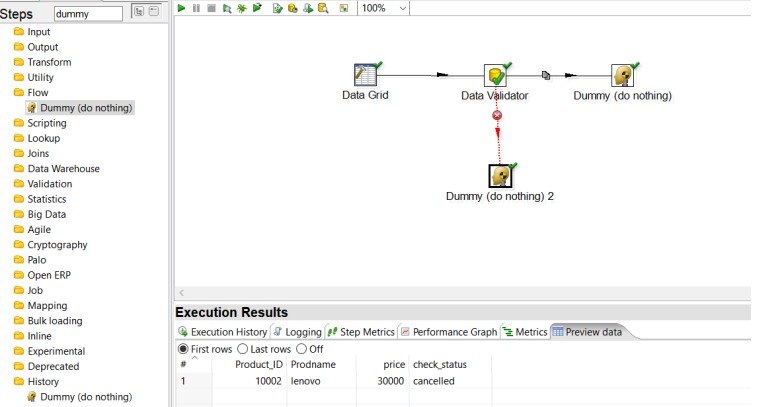 Steps
dummy
Input
Output
Transform
Utility
Flow
Dummy (do nothing)
Scripting
Lookup
Joins
Data Warehouse
Validation
Statistics
Big Data
Agile
Cryptography
Palo
Open ERP
Job
Mapping
Bulk loading
Inline
Experimental
Deprecated
History
Dummy (do nothing)
100%
Data Grid
Data Validator
Dummy (do nothing)
Dummy (do nothing) 2
Execution Results
Execution History Logging Step Metrics Performance Graph Metrics Preview data
First rows Last rows Off
# Product_ID Prodname price check_status
1 10002 lenovo 30000 cancelled